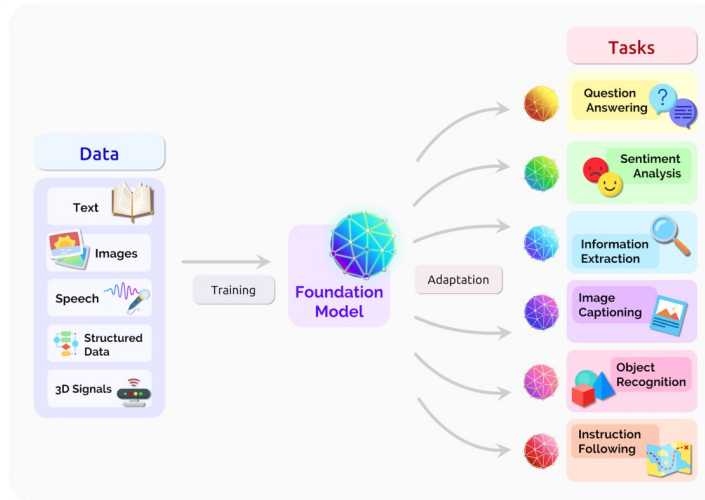 Tasks
Question
Answering
?
Sentiment
Analysis
Data
Text
Images
Information
Extraction
Speech
Training
Foundation
Model
Adaptation
Image
Captioning
Structured
Data
3D Signals
Object
Recognition
Instruction
Following